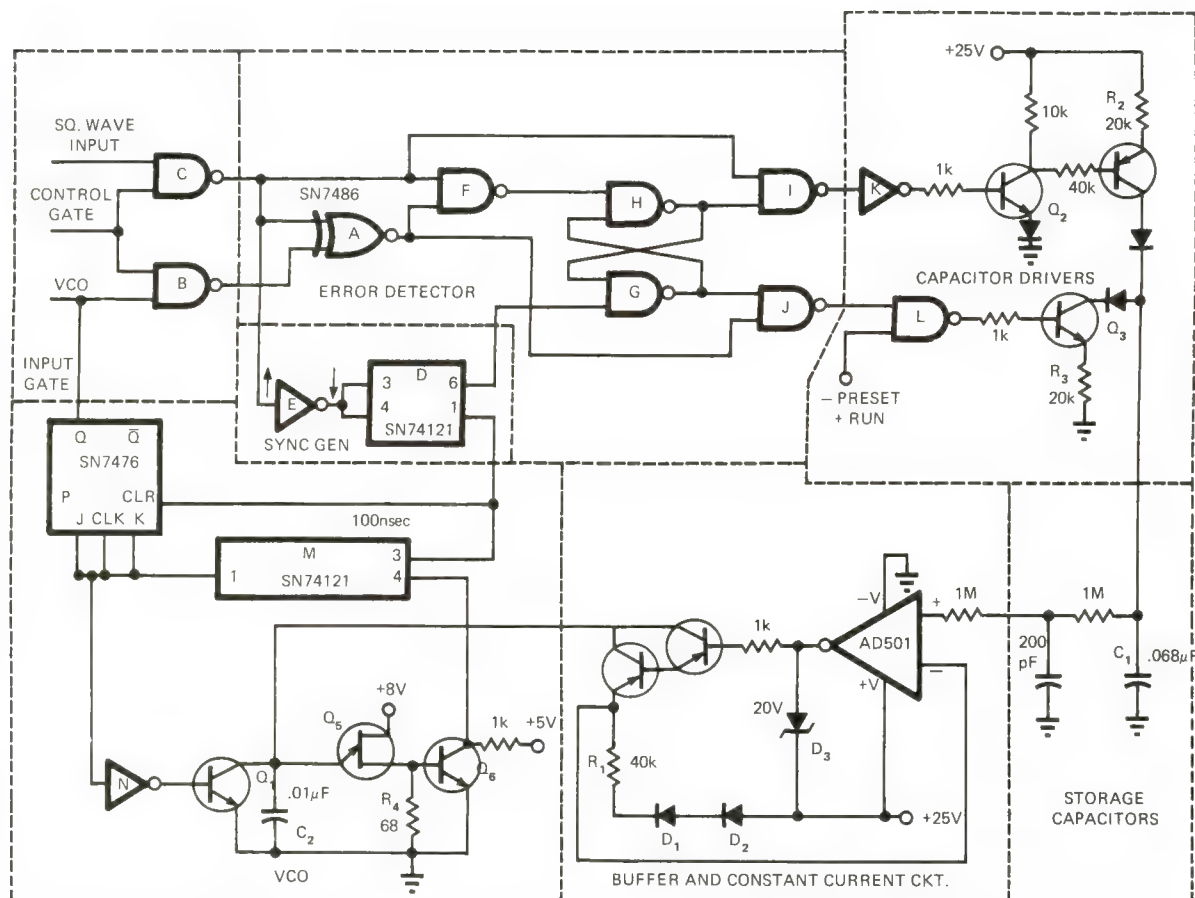 +25V
10k
R2
20k
40k
1k
Q2
CAPACITOR DRIVERS
SQ. WAVE
INPUT
C
CONTROL
GATE
SN7486
A
F
H
I
K
VCO
B
ERROR DETECTOR
G
J
L
1k
Q3
R3
20k
INPUT
GATE
E
SYNC GEN
D
3
6
4
1
SN74121
– PRESET
+ RUN
Q
Q̅
SN7476
P
CLR
J
CLK
K
100nsec
M
3
1
SN74121
4
–V
+
1M
1M
AD501
1k
–
+V
200
pF
C1
.068µF
+8V
Q5
1k
+5V
20V
D3
R1
40k
N
Q1
Q6
.01µF
C2
R4
68
D1
D2
+25V
STORAGE
CAPACITORS
VCO
BUFFER AND CONSTANT CURRENT CKT.